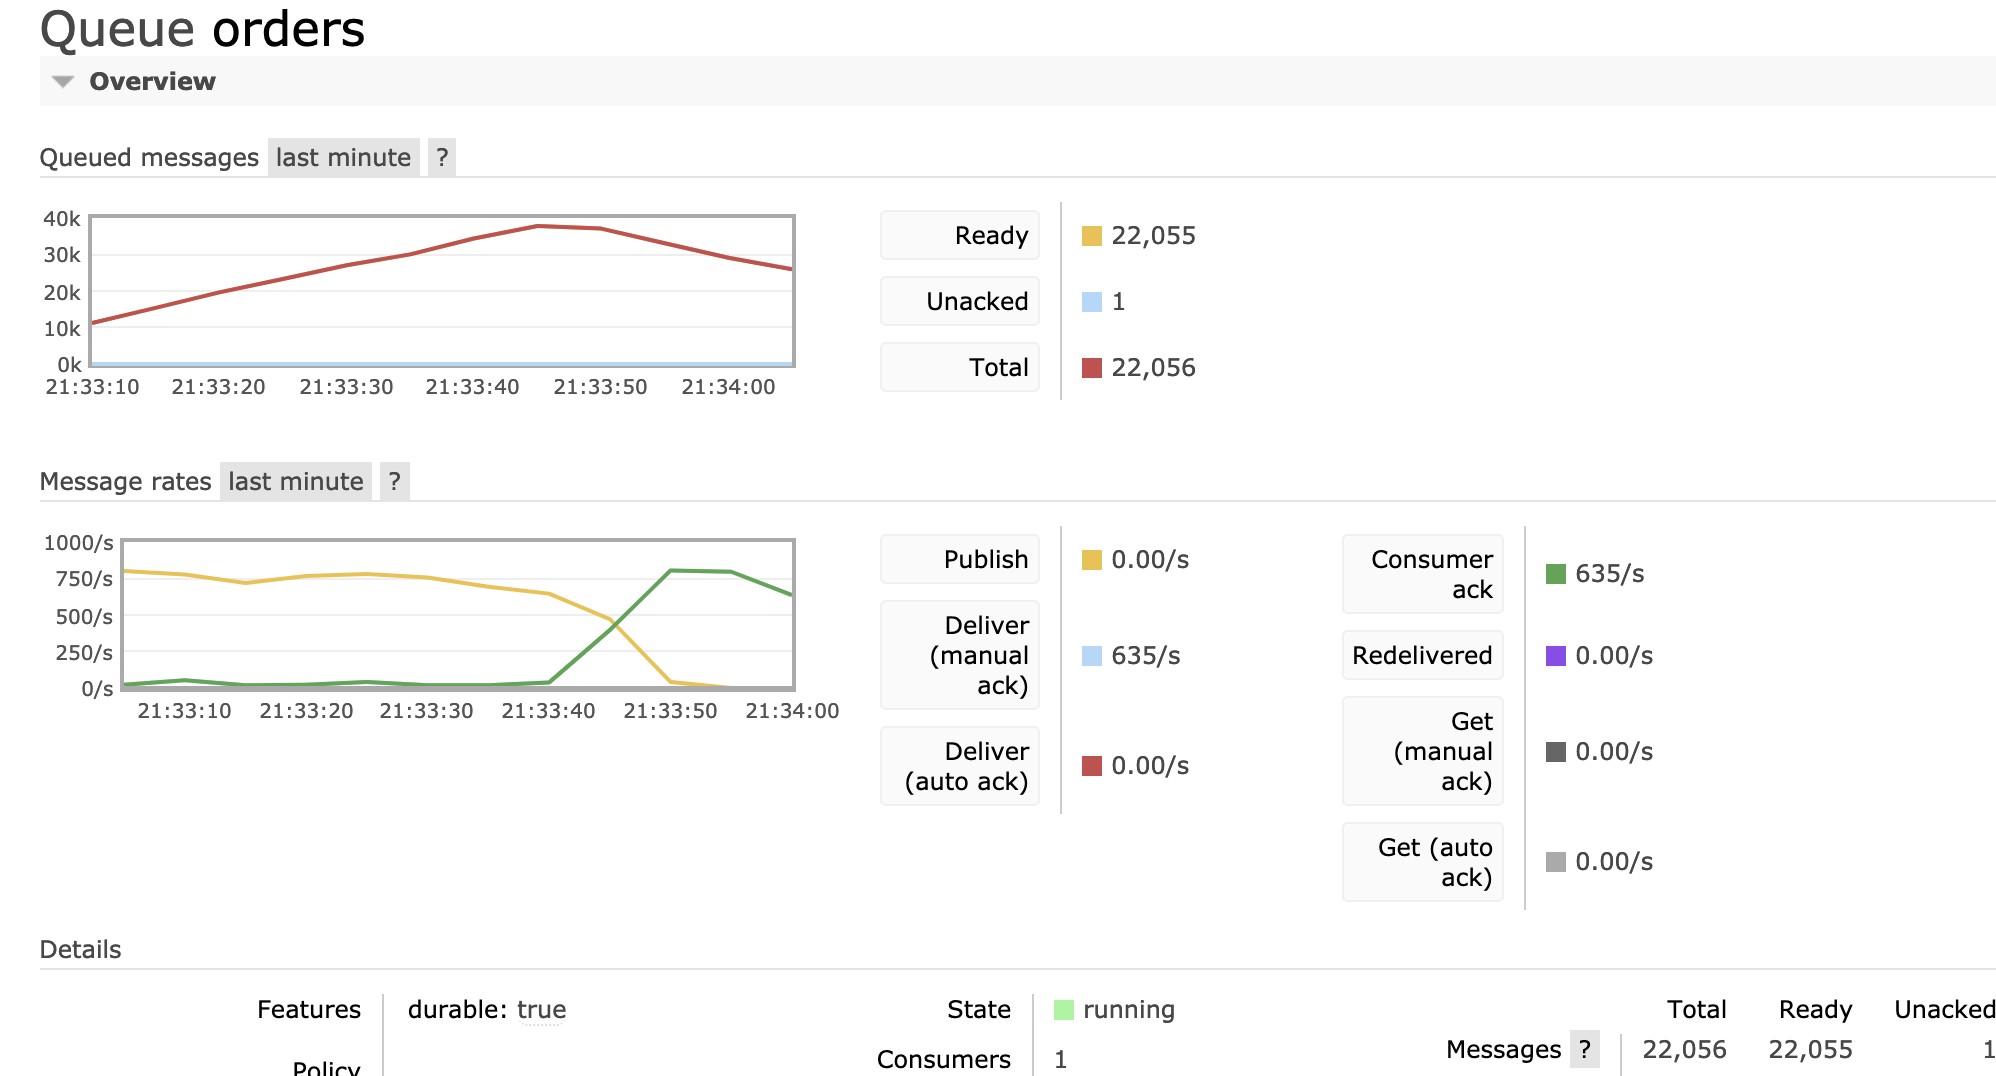 Queue orders
Overview
Queued messages last minute ?
40k
30k
20k
10k
0k
21:33:10 21:33:20 21:33:30 21:33:40 21:33:50 21:34:00
Ready 22,055
Unacked 1
Total 22,056
Message rates last minute ?
1000/s
750/s
500/s
250/s
0/s
21:33:10 21:33:20 21:33:30 21:33:40 21:33:50 21:34:00
Publish 0.00/s
Deliver
(manual 635/s
ack)
Deliver
(auto ack) 0.00/s
Consumer
ack 635/s
Redelivered 0.00/s
Get
(manual 0.00/s
ack)
Get (auto
ack) 0.00/s
Details
Features durable: true
Policy
State running
Consumers 1
Total Ready Unacked
Messages ? 22,056 22,055 1